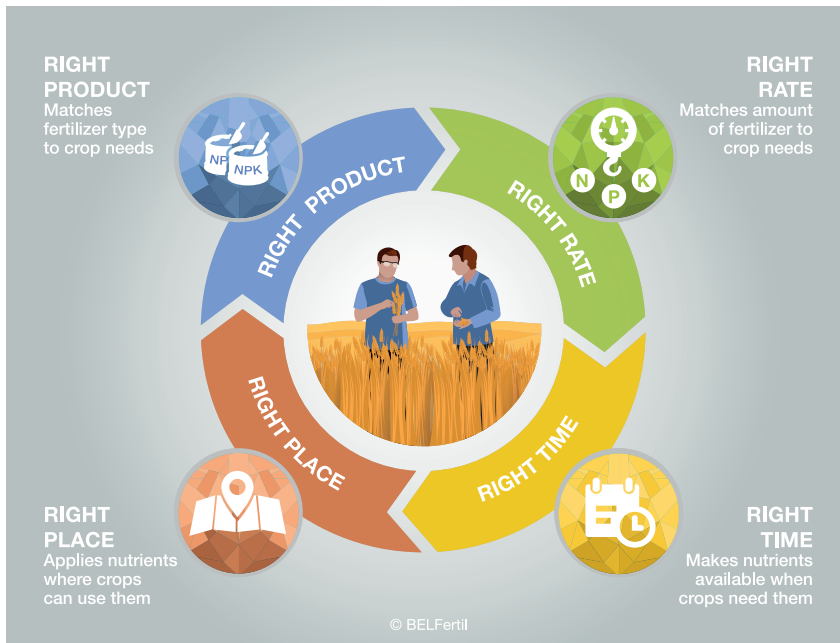 RIGHT
PRODUCT
Matches
fertilizer type
to crop needs
NP
NPK
RIGHT PRODUCT
RIGHT
RATE
Matches amount
of fertilizer to
crop needs
N
P
K
RIGHT RATE
RIGHT PLACE
RIGHT TIME
RIGHT
PLACE
Applies nutrients
where crops
can use them
RIGHT
TIME
Makes nutrients
available when
crops need them
© BELFertil